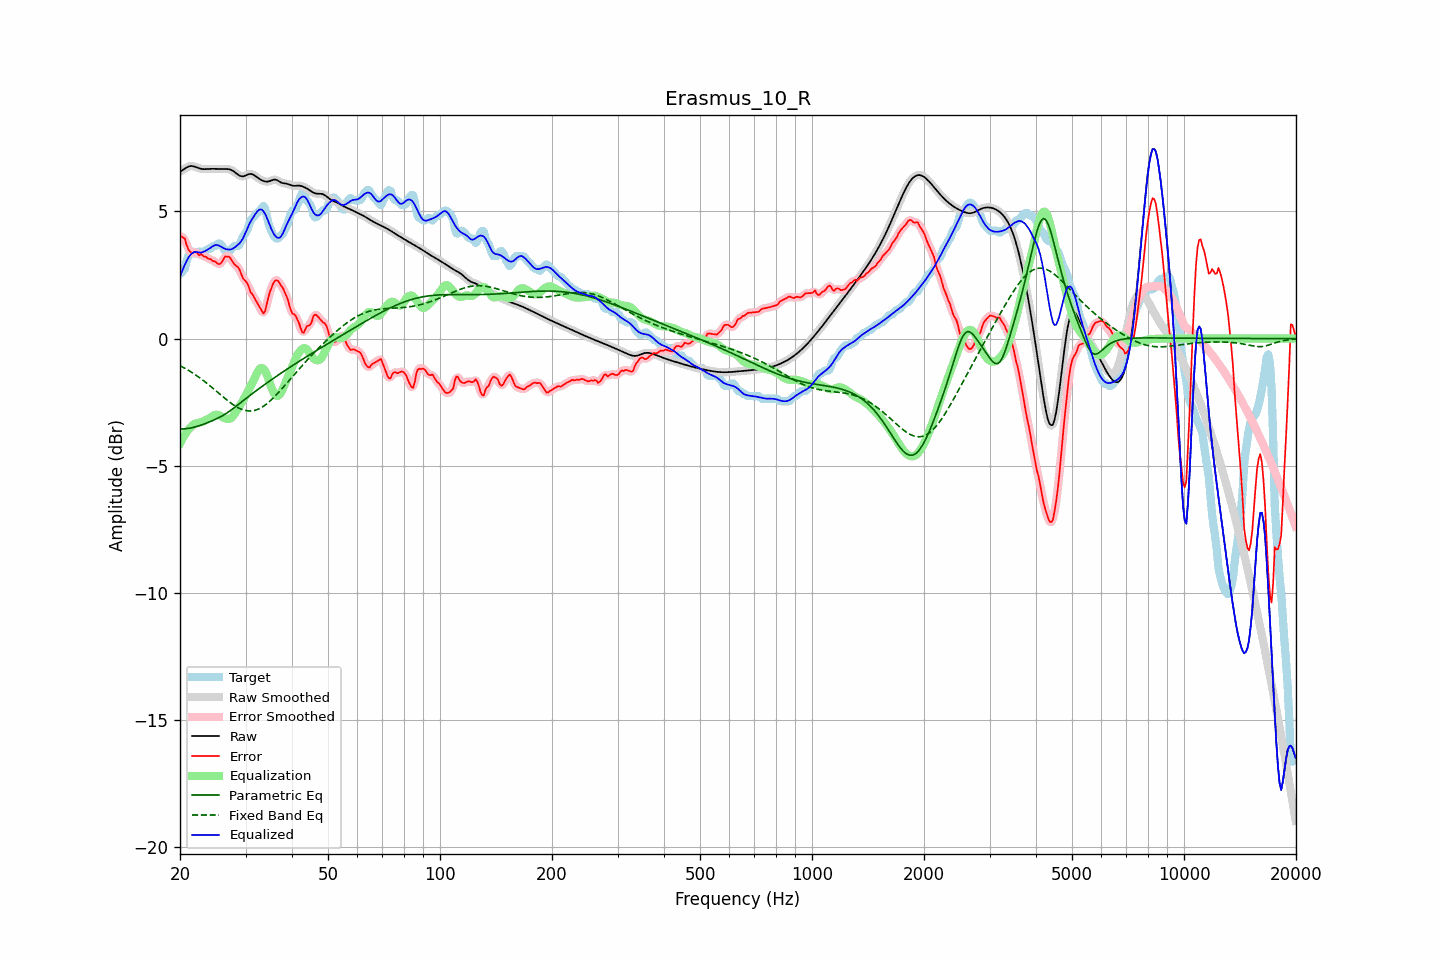 Erasmus_10_R
Amplitude (dBr)
5
0
−5
−10
−15
−20
Target
Raw Smoothed
Error Smoothed
Raw
Error
Equalization
Parametric Eq
Fixed Band Eq
Equalized
20 50 100 200 500 1000 2000 5000 10000 20000
Frequency (Hz)